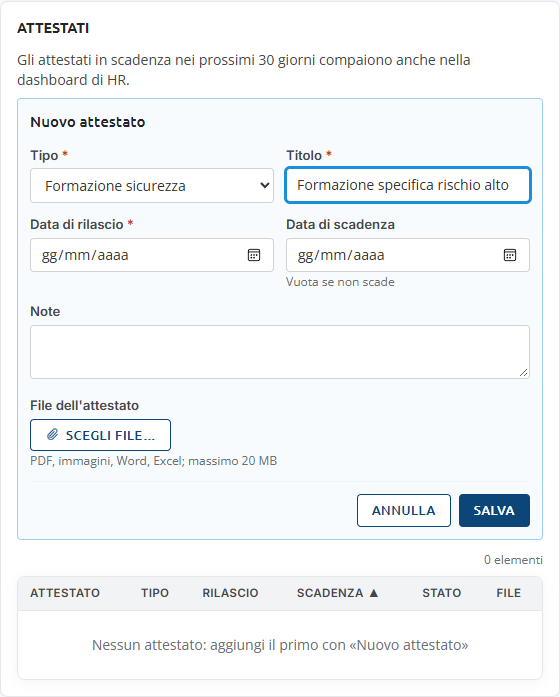 ATTESTATI
Gli attestati in scadenza nei prossimi 30 giorni compaiono anche nella
dashboard di HR.
Nuovo attestato
Tipo * Titolo *
Formazione sicurezza Formazione specifica rischio alto
Data di rilascio * Data di scadenza
gg/mm/aaaa gg/mm/aaaa
Vuota se non scade
Note
File dell'attestato
SCEGLI FILE...
PDF, immagini, Word, Excel; massimo 20 MB
ANNULLA SALVA
0 elementi
ATTESTATO TIPO RILASCIO SCADENZA ▲ STATO FILE
Nessun attestato: aggiungi il primo con «Nuovo attestato»